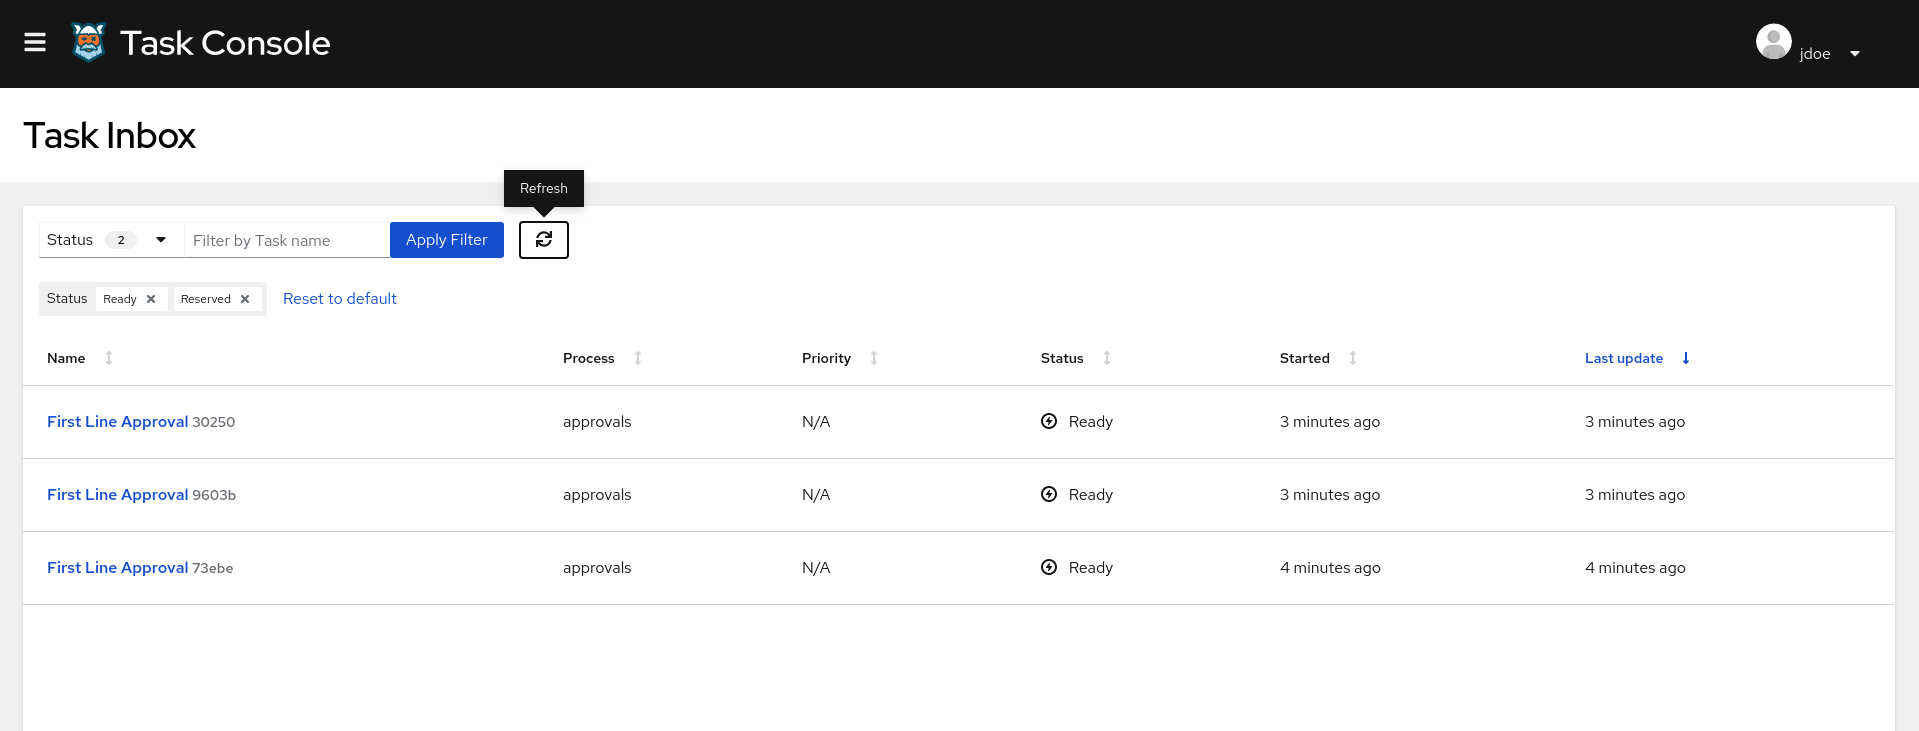 Task Console
jdoe
Task Inbox
Refresh
Status 2 Filter by Task name Apply Filter
Status Ready Reserved Reset to default
Name Process Priority Status Started Last update
First Line Approval 30250 approvals N/A Ready 3 minutes ago 3 minutes ago
First Line Approval 9603b approvals N/A Ready 3 minutes ago 3 minutes ago
First Line Approval 73ebe approvals N/A Ready 4 minutes ago 4 minutes ago